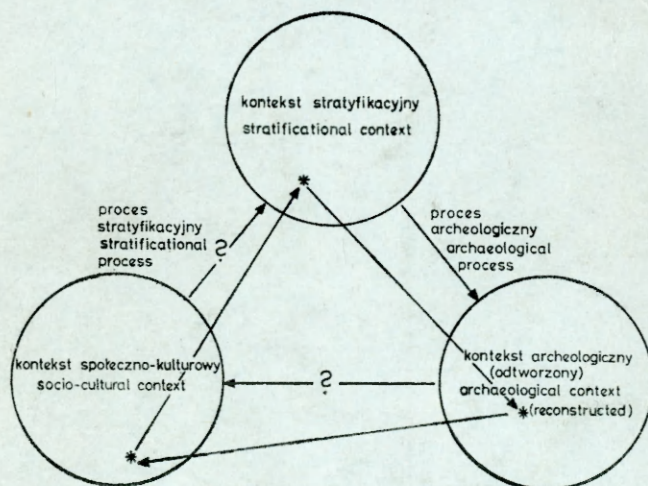 kontekst stratyfikacyjny
stratificational context
*
proces
stratyfikacyjny
stratificational
process
?
proces
archeologiczny
archaeological
process
kontekst społeczno-kulturowy
socio-cultural context
*
?
kontekst archeologiczny
(odtworzony)
archaeological context
*(reconstructed)